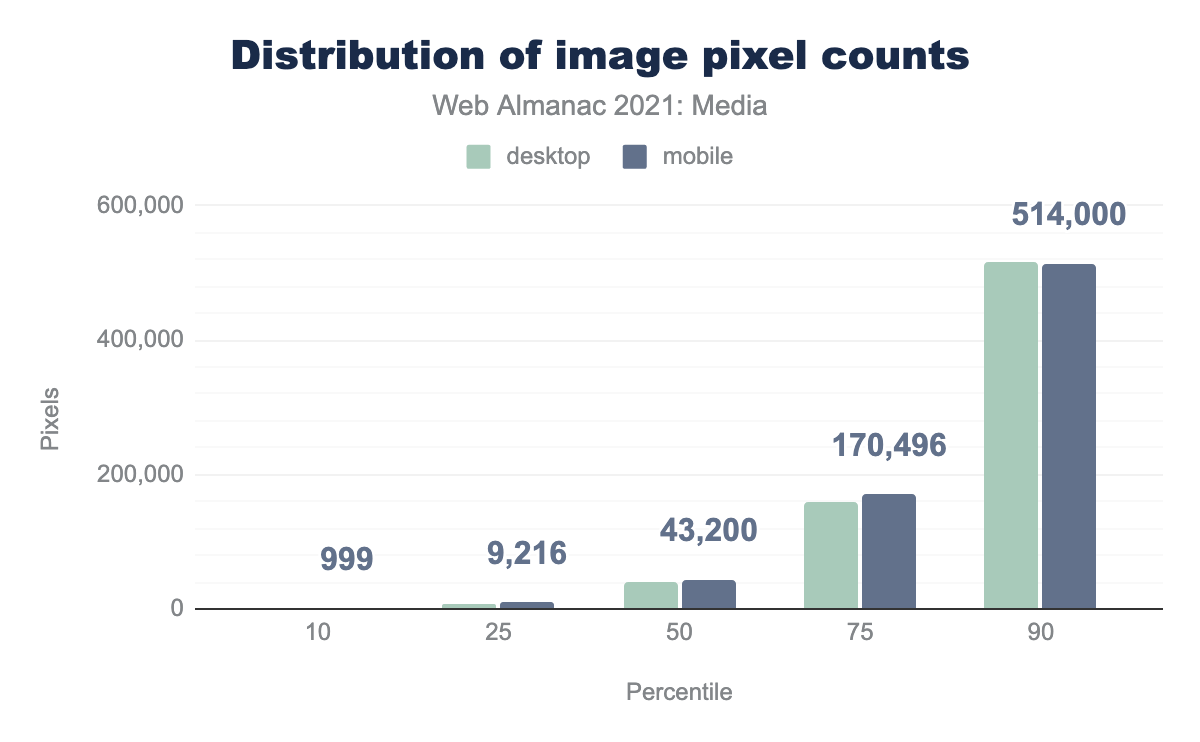 Distribution of image pixel counts
Web Almanac 2021: Media
desktop mobile
600,000
514,000
400,000
Pixels
170,496
200,000
43,200
9,216
999
0
10 25 50 75 90
Percentile